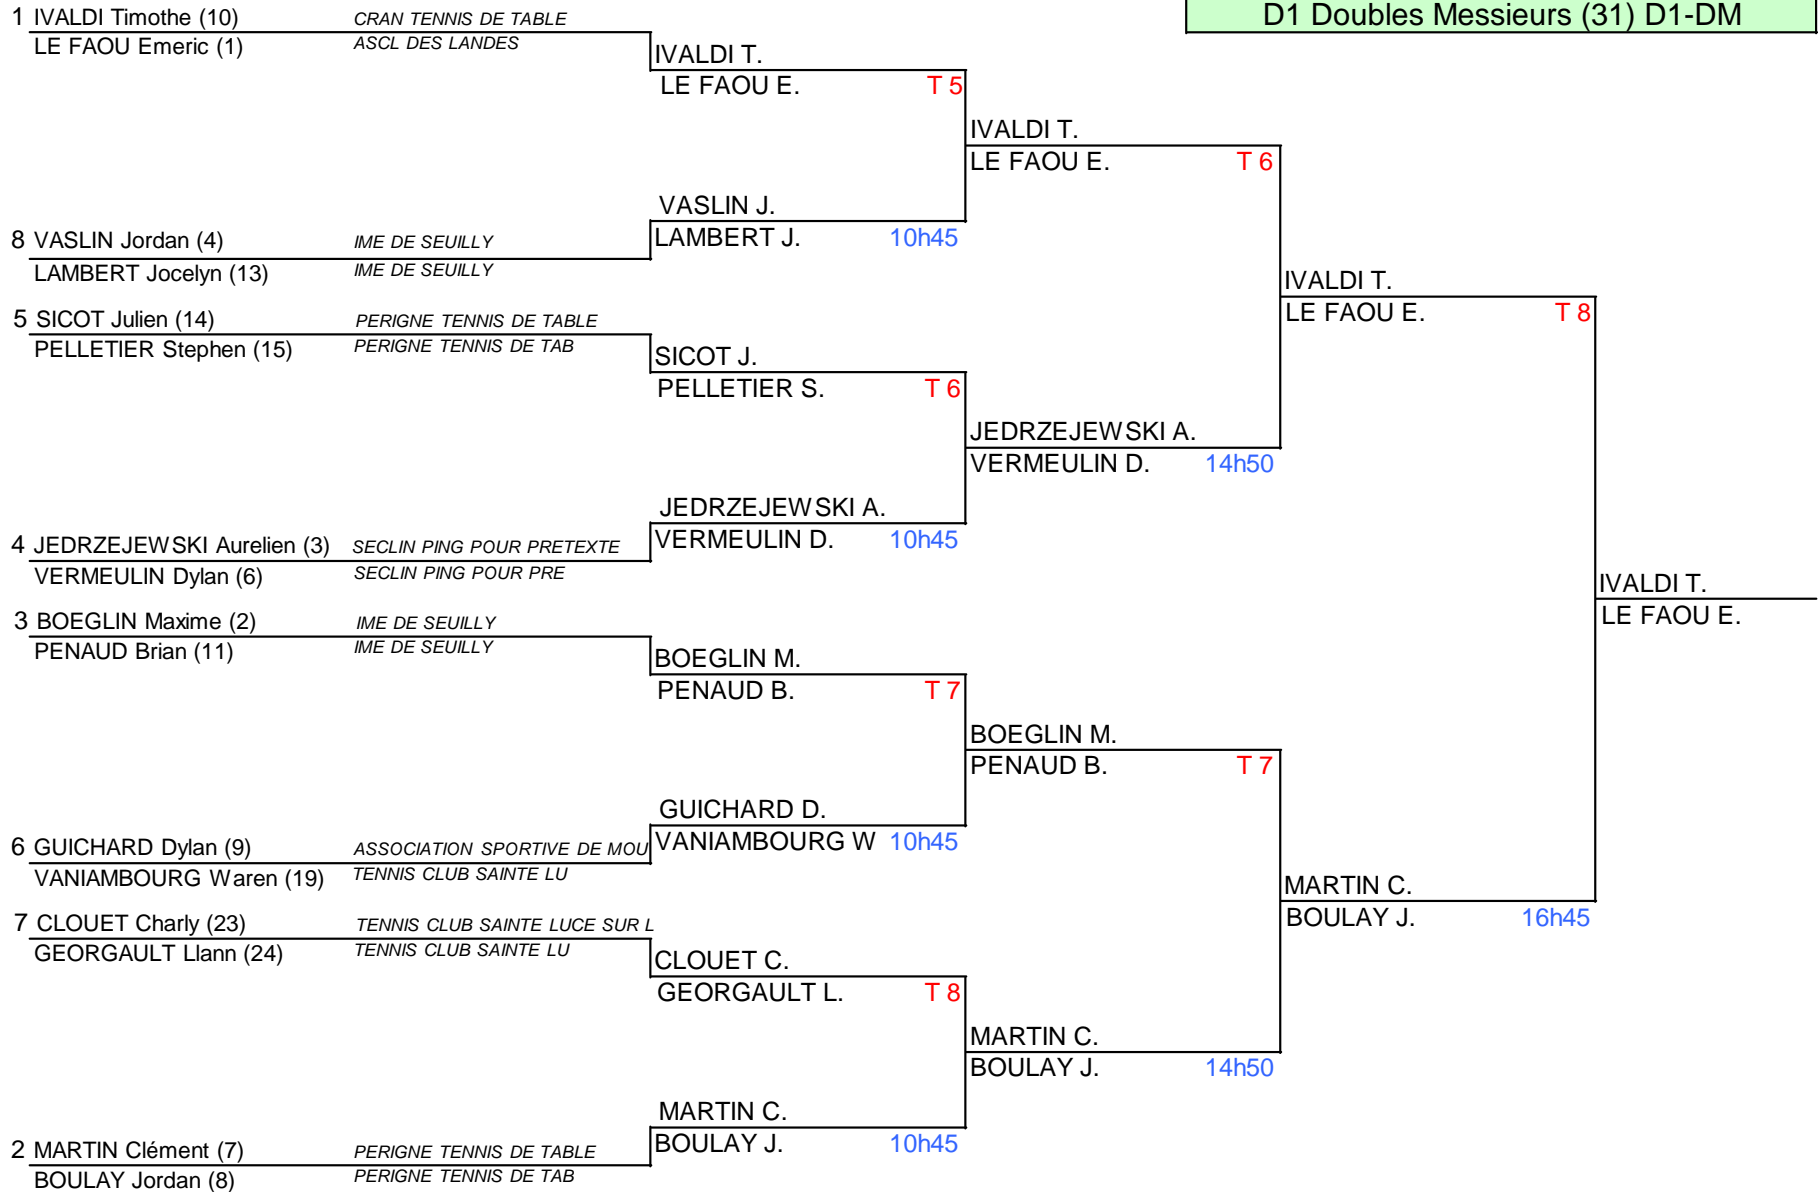 D1 Doubles Messieurs (31) D1-DM
1 IVALDI Timothe (10) CRAN TENNIS DE TABLE
LE FAOU Emeric (1) ASCL DES LANDES
IVALDI T.
LE FAOU E. T 5
IVALDI T.
LE FAOU E. T 6
VASLIN J.
LAMBERT J. 10h45
8 VASLIN Jordan (4) IME DE SEUILLY
LAMBERT Jocelyn (13) IME DE SEUILLY
IVALDI T.
LE FAOU E. T 8
5 SICOT Julien (14) PERIGNE TENNIS DE TABLE
PELLETIER Stephen (15) PERIGNE TENNIS DE TAB
SICOT J.
PELLETIER S. T 6
JEDRZEJEWSKI A.
VERMEULIN D. 14h50
JEDRZEJEWSKI A.
VERMEULIN D. 10h45
4 JEDRZEJEWSKI Aurelien (3) SECLIN PING POUR PRETEXTE
VERMEULIN Dylan (6) SECLIN PING POUR PRE
IVALDI T.
LE FAOU E.
3 BOEGLIN Maxime (2) IME DE SEUILLY
PENAUD Brian (11) IME DE SEUILLY
BOEGLIN M.
PENAUD B. T 7
BOEGLIN M.
PENAUD B. T 7
GUICHARD D.
VANIAMBOURG W 10h45
6 GUICHARD Dylan (9) ASSOCIATION SPORTIVE DE MOU
VANIAMBOURG Waren (19) TENNIS CLUB SAINTE LU
MARTIN C.
BOULAY J. 16h45
7 CLOUET Charly (23) TENNIS CLUB SAINTE LUCE SUR L
GEORGAULT Llann (24) TENNIS CLUB SAINTE LU
CLOUET C.
GEORGAULT L. T 8
MARTIN C.
BOULAY J. 14h50
MARTIN C.
BOULAY J. 10h45
2 MARTIN Clément (7) PERIGNE TENNIS DE TABLE
BOULAY Jordan (8) PERIGNE TENNIS DE TAB